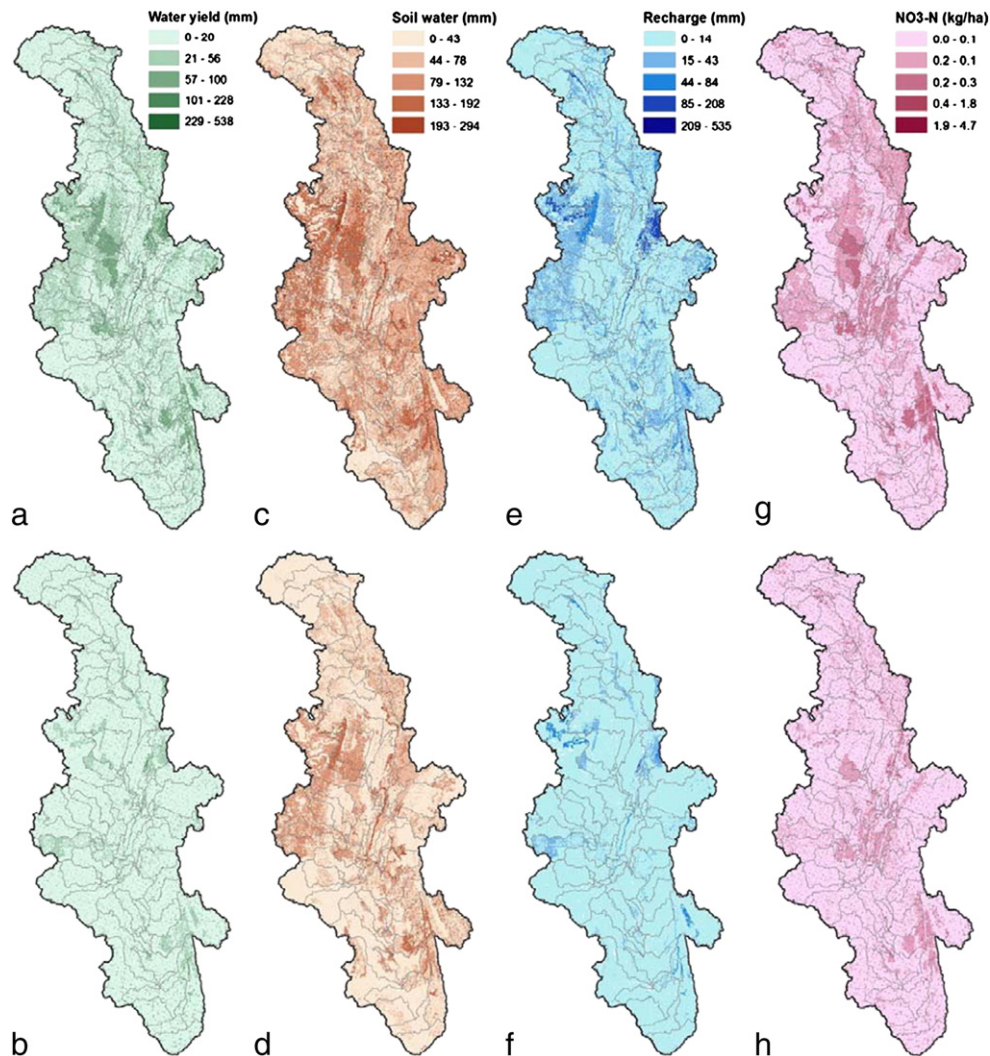 Water yield (mm)
0 - 20
21 - 56
57 - 100
101 - 228
229 - 538
Soil water (mm)
0 - 43
44 - 78
79 - 132
133 - 192
193 - 294
Recharge (mm)
0 - 14
15 - 43
44 - 84
85 - 208
209 - 535
NO3-N (kg/ha)
0.0 - 0.1
0.2 - 0.1
0.2 - 0.3
0.4 - 1.8
1.9 - 4.7
a
c
e
g
b
d
f
h